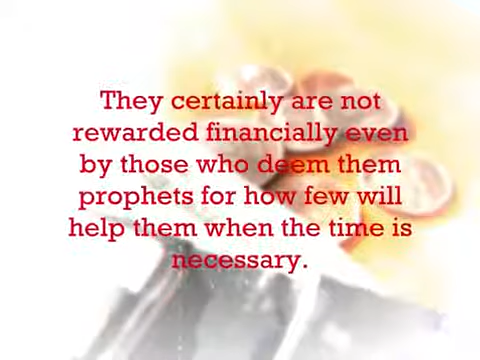 They certainly are not
rewarded financially even
by those who deem them
prophets for how few will
help them when the time is
necessary.